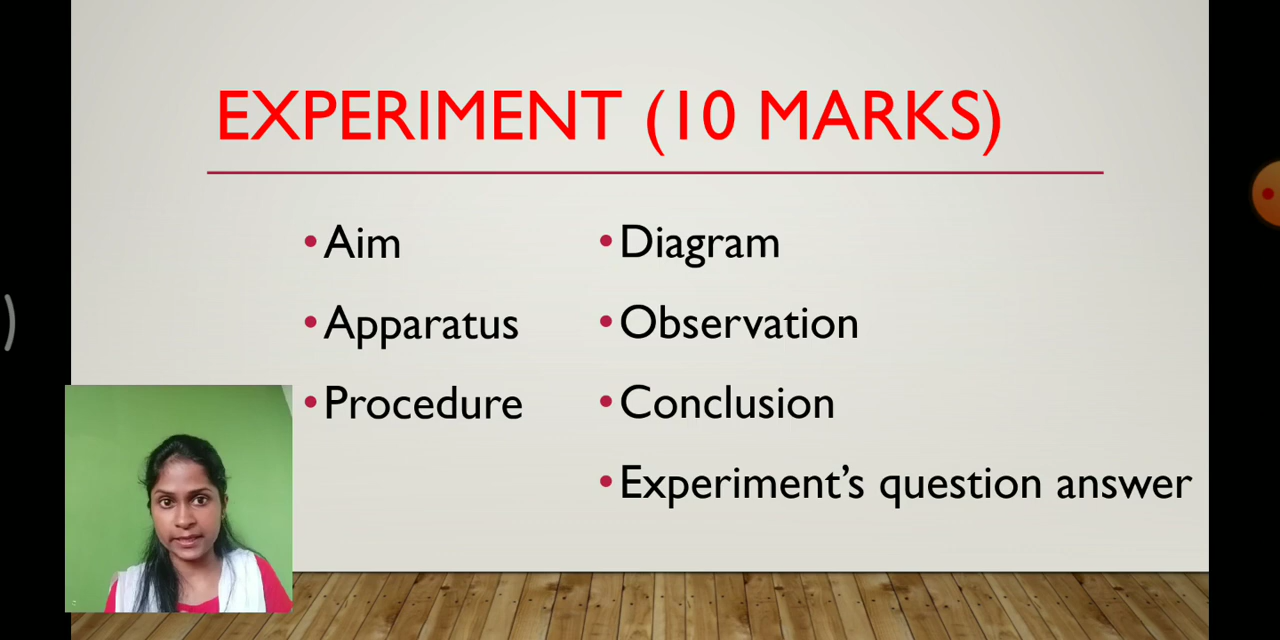 EXPERIMENT (10 MARKS)
•Aim
•Apparatus
•Procedure
•Diagram
•Observation
•Conclusion
•Experiment’s question answer